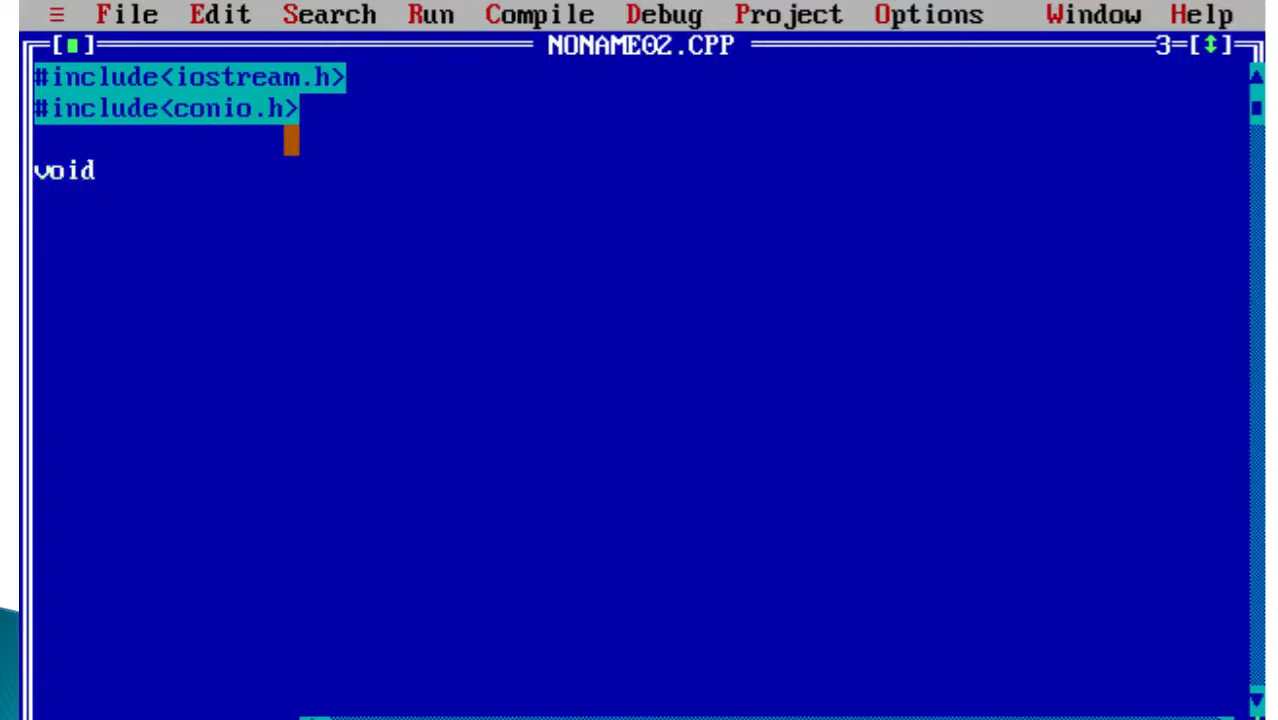 ≡ File Edit Search Run Compile Debug Project Options Window Help
[■] NONAME02.CPP 3=[↕]
#include<iostream.h>
#include<conio.h>
void